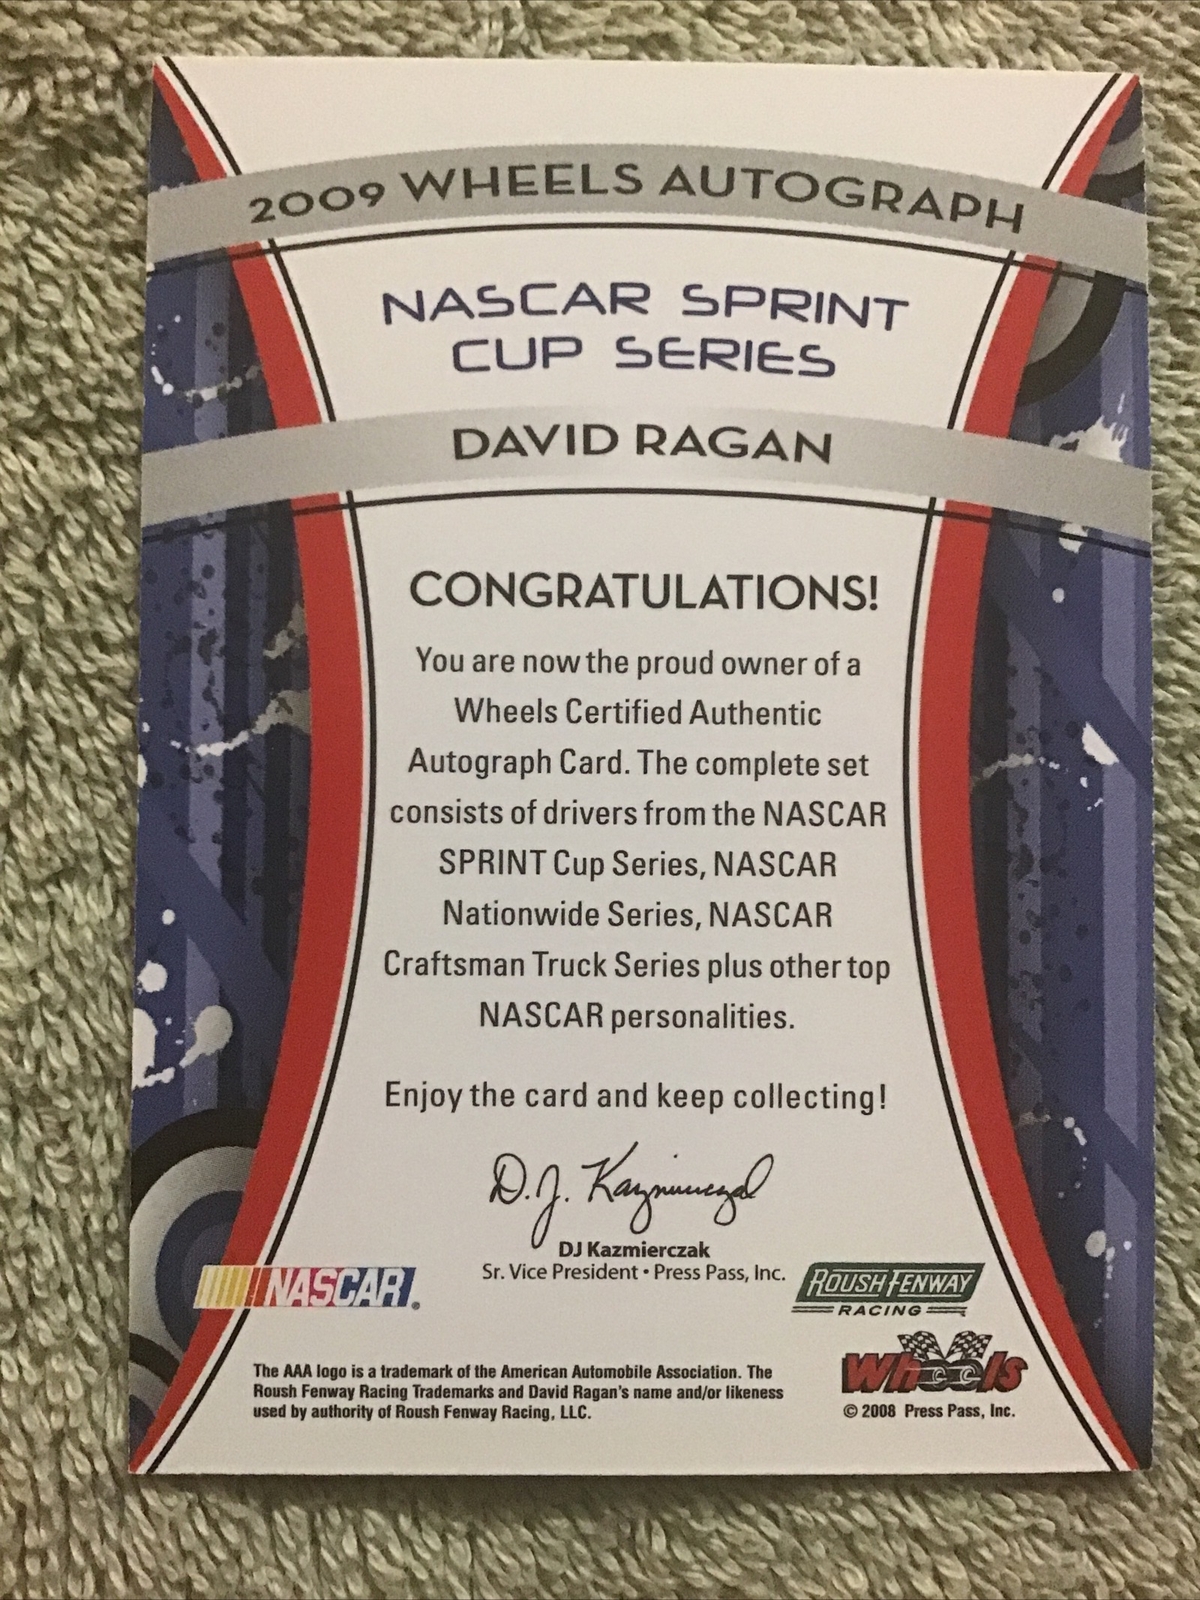 2009 WHEELS AUTOGRAPH
NASCAR SPRINT
CUP SERIES
DAVID RAGAN
CONGRATULATIONS!
You are now the proud owner of a
Wheels Certified Authentic
Autograph Card. The complete set
consists of drivers from the NASCAR
SPRINT Cup Series, NASCAR
Nationwide Series, NASCAR
Craftsman Truck Series plus other top
NASCAR personalities.
Enjoy the card and keep collecting!
D.J. Kazmierczak
DJ Kazmierczak
Sr. Vice President • Press Pass, Inc.
NASCAR®
ROUSH FENWAY
RACING
The AAA logo is a trademark of the American Automobile Association. The
Roush Fenway Racing Trademarks and David Ragan's name and/or likeness
used by authority of Roush Fenway Racing, LLC.
Wheels
© 2008 Press Pass, Inc.